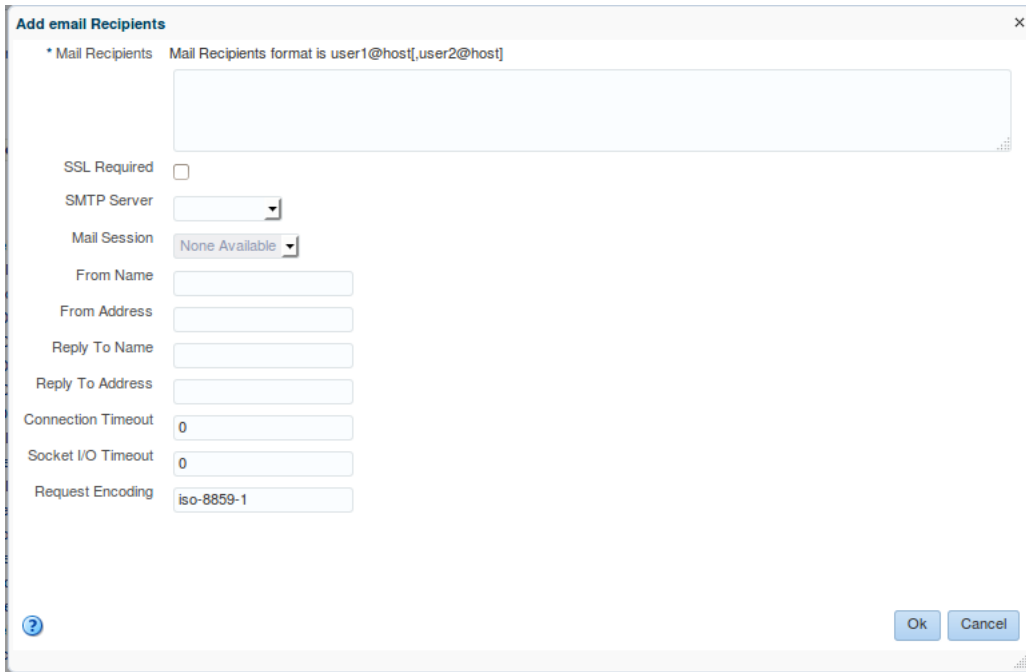 Add email Recipients
* Mail Recipients Mail Recipients format is user1@host[,user2@host]
SSL Required
SMTP Server
Mail Session None Available
From Name
From Address
Reply To Name
Reply To Address
Connection Timeout 0
Socket I/O Timeout 0
Request Encoding iso-8859-1
? Ok Cancel